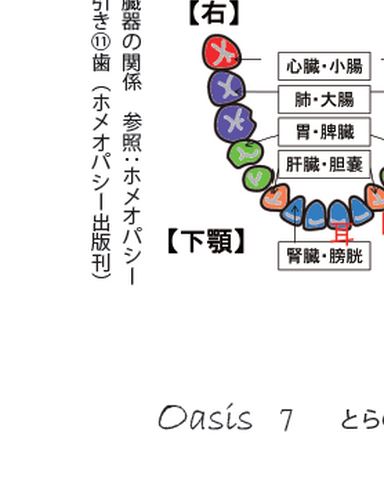 臓器の関係　参照：ホメオパシー
引き⑪歯（ホメオパシー出版刊）
【右】
心臓・小腸
肺・大腸
胃・脾臓
肝臓・胆嚢
耳
【下顎】
腎臓・膀胱
Oasis 7 とら